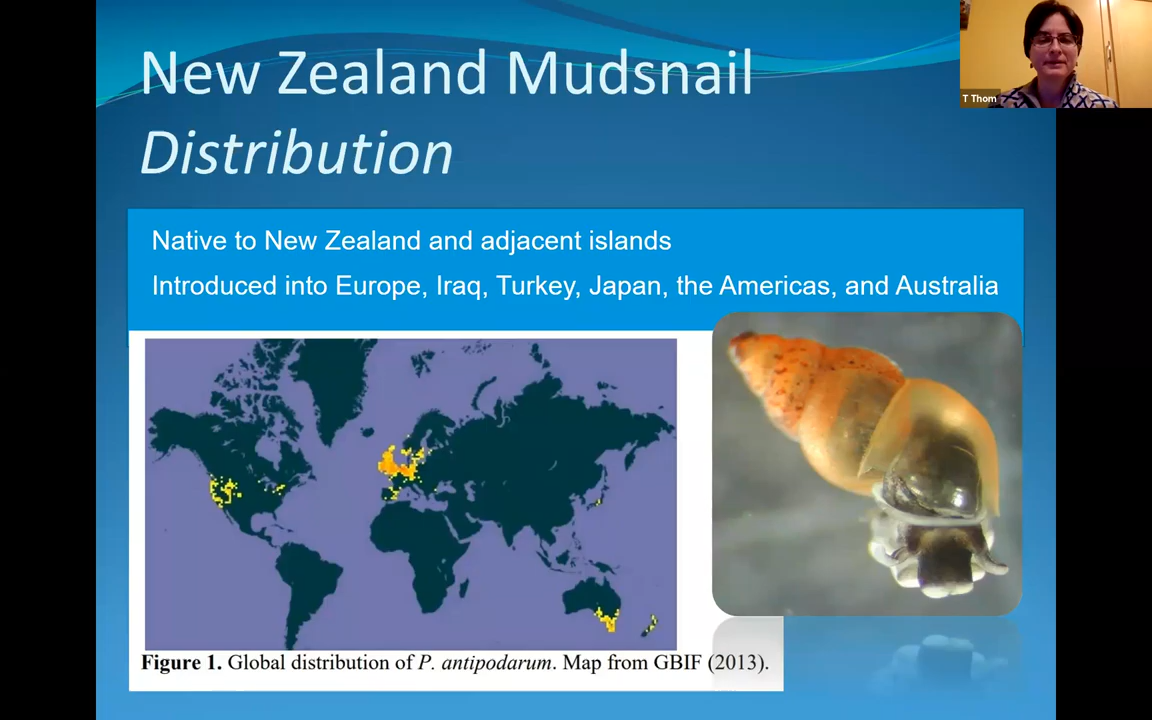 New Zealand Mudsnail
Distribution
T Thom
Native to New Zealand and adjacent islands
Introduced into Europe, Iraq, Turkey, Japan, the Americas, and Australia
Figure 1. Global distribution of P. antipodarum. Map from GBIF (2013).